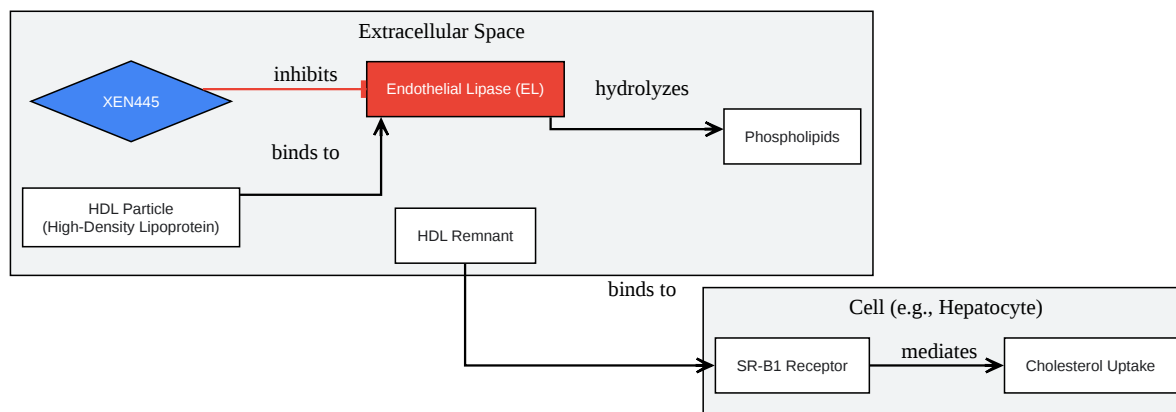 Extracellular Space
inhibits
XEN445
Endothelial Lipase (EL)
hydrolyzes
Phospholipids
binds to
HDL Particle
(High-Density Lipoprotein)
HDL Remnant
binds to
Cell (e.g., Hepatocyte)
SR-B1 Receptor
mediates
Cholesterol Uptake